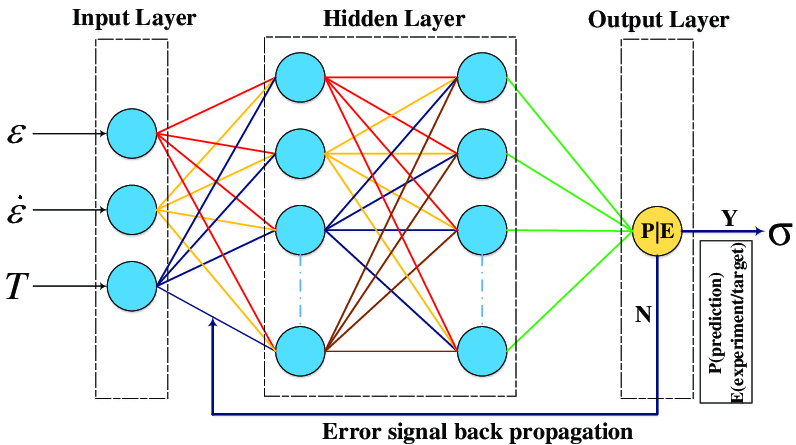 Input Layer
Hidden Layer
Output Layer
ε
ε̇
T
P|E
Y
σ
N
P(prediction)
E(experiment/target)
Error signal back propagation